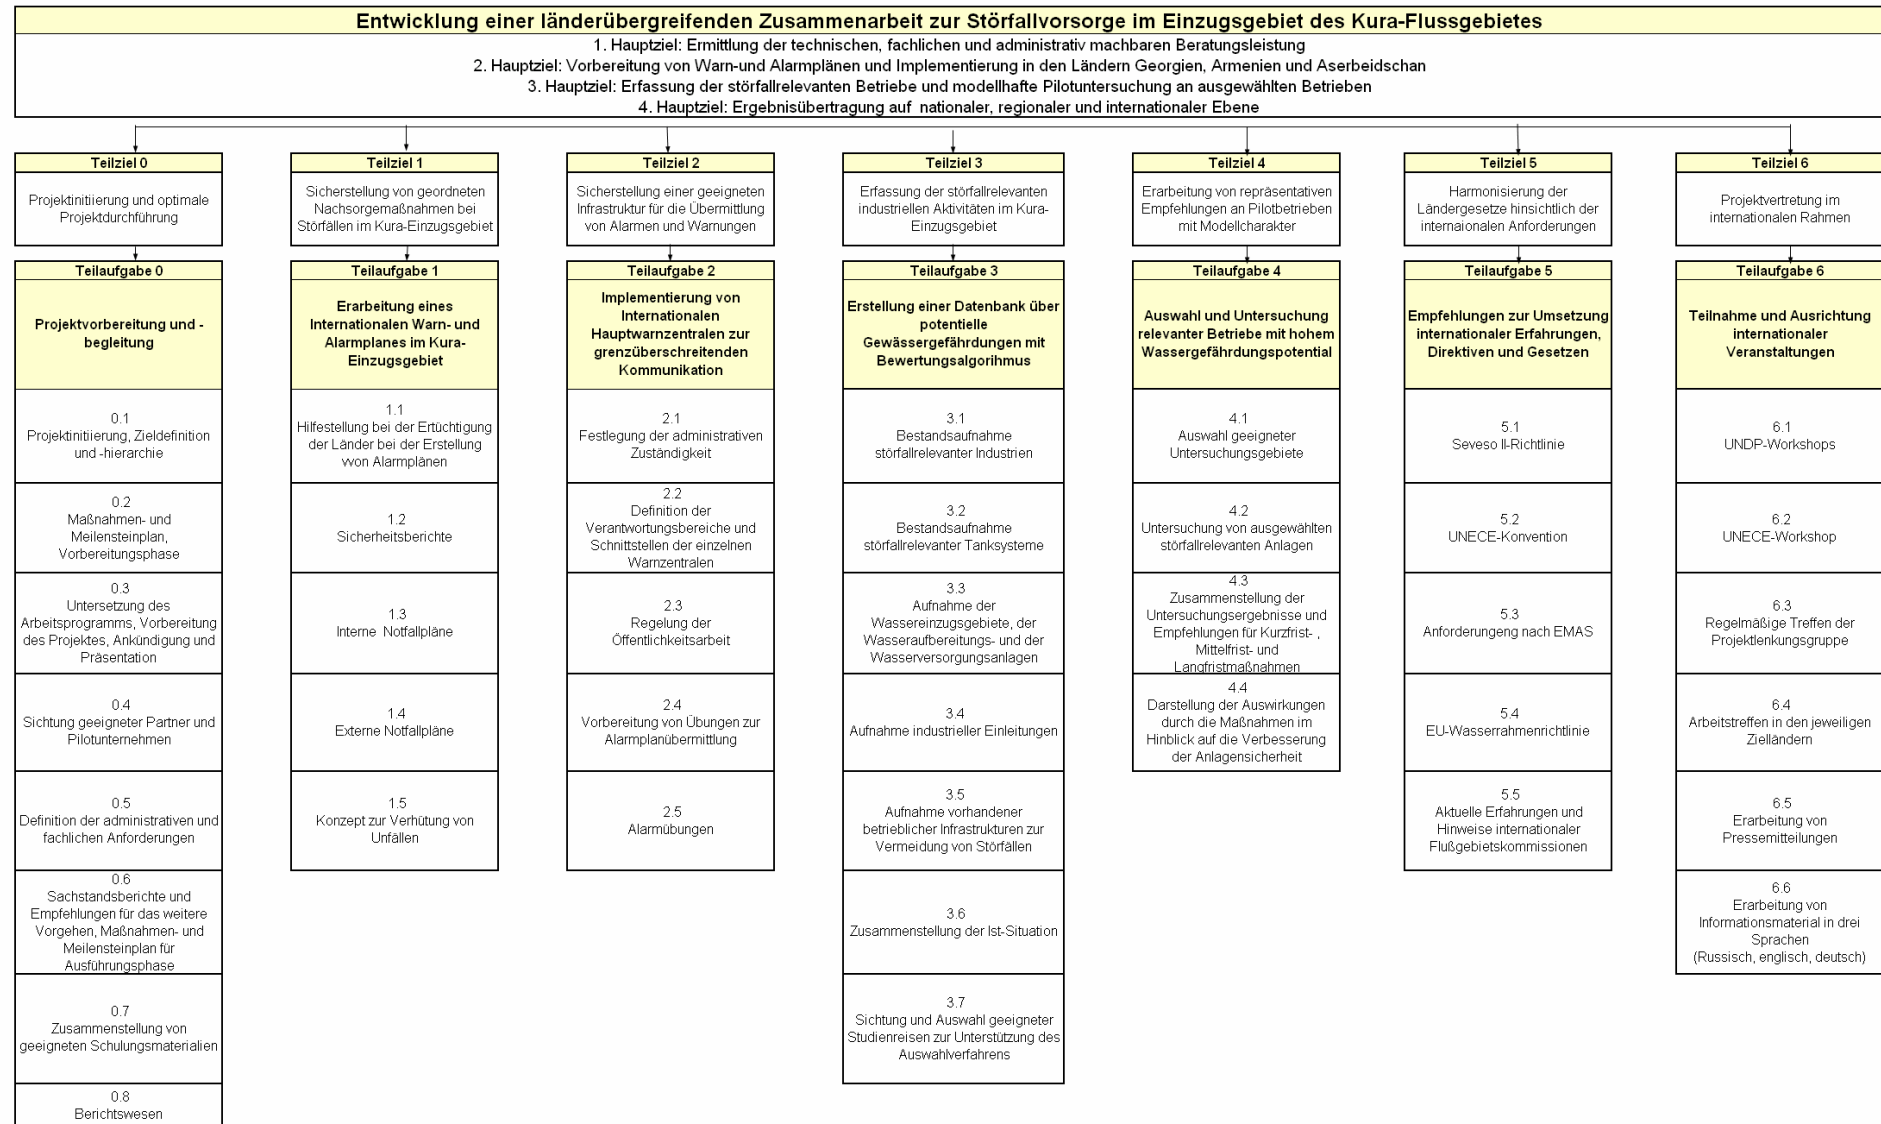 Entwicklung einer länderübergreifenden Zusammenarbeit zur Störfallvorsorge im Einzugsgebiet des Kura-Flussgebietes
1. Hauptziel: Ermittlung der technischen, fachlichen und administrativ machbaren Beratungsleistung
2. Hauptziel: Vorbereitung von Warn-und Alarmplänen und Implementierung in den Ländern Georgien, Armenien und Aserbeidschan
3. Hauptziel: Erfassung der störfallrelevanten Betriebe und modellhafte Pilotuntersuchung an ausgewählten Betrieben
4. Hauptziel: Ergebnisübertragung auf nationaler, regionaler und internationaler Ebene
Teilziel 0
Projektinitiierung und optimale
Projektdurchführung
Teilaufgabe 0
Projektvorbereitung und -
begleitung
0.1
Projektinitiierung, Zieldefinition
und -hierarchie
0.2
Maßnahmen- und
Meilensteinplan,
Vorbereitungsphase
0.3
Untersetzung des
Arbeitsprogramms, Vorbereitung
des Projektes, Ankündigung und
Präsentation
0.4
Sichtung geeigneter Partner und
Pilotunternehmen
0.5
Definition der administrativen und
fachlichen Anforderungen
0.6
Sachstandsberichte und
Empfehlungen für das weitere
Vorgehen, Maßnahmen- und
Meilensteinplan für
Ausführungsphase
0.7
Zusammenstellung von
geeigneten Schulungsmaterialien
0.8
Berichtswesen
Teilziel 1
Sicherstellung von geordneten
Nachsorgemaßnahmen bei
Störfällen im Kura-Einzugsgebiet
Teilaufgabe 1
Erarbeitung eines
Internationalen Warn- und
Alarmplanes im Kura-
Einzugsgebiet
1.1
Hilfestellung bei der Ertüchtigung
der Länder bei der Erstellung
vvon Alarmplänen
1.2
Sicherheitsberichte
1.3
Interne Notfallpläne
1.4
Externe Notfallpläne
1.5
Konzept zur Verhütung von
Unfällen
Teilziel 2
Sicherstellung einer geeigneten
Infrastruktur für die Übermittlung
von Alarmen und Warnungen
Teilaufgabe 2
Implementierung von
Internationalen
Hauptwarnzentralen zur
grenzüberschreitenden
Kommunikation
2.1
Festlegung der administrativen
Zuständigkeit
2.2
Definition der
Verantwortungsbereiche und
Schnittstellen der einzelnen
Warnzentralen
2.3
Regelung der
Öffentlichkeitsarbeit
2.4
Vorbereitung von Übungen zur
Alarmplanübermittlung
2.5
Alarmübungen
Teilziel 3
Erfassung der störfallrelevanten
industriellen Aktivitäten im Kura-
Einzugsgebiet
Teilaufgabe 3
Erstellung einer Datenbank über
potentielle
Gewässergefährdungen mit
Bewertungsalgorihmus
3.1
Bestandsaufnahme
störfallrelevanter Industrien
3.2
Bestandsaufnahme
störfallrelevanter Tanksysteme
3.3
Aufnahme der
Wassereinzugsgebiete, der
Wasseraufbereitungs- und der
Wasserversorgungsanlagen
3.4
Aufnahme industrieller Einleitungen
3.5
Aufnahme vorhandener
betrieblicher Infrastrukturen zur
Vermeidung von Störfällen
3.6
Zusammenstellung der Ist-Situation
3.7
Sichtung und Auswahl geeigneter
Studienreisen zur Unterstützung des
Auswahlverfahrens
Teilziel 4
Erarbeitung von repräsentativen
Empfehlungen an Pilotbetrieben
mit Modellcharakter
Teilaufgabe 4
Auswahl und Untersuchung
relevanter Betriebe mit hohem
Wassergefährdungspotential
4.1
Auswahl geeigneter
Untersuchungsgebiete
4.2
Untersuchung von ausgewählten
störfallrelevanten Anlagen
4.3
Zusammenstellung der
Untersuchungsergebnisse und
Empfehlungen für Kurzfrist- ,
Mittelfrist- und
Langfristmaßnahmen
4.4
Darstellung der Auswirkungen
durch die Maßnahmen im
Hinblick auf die Verbesserung
der Anlagensicherheit
Teilziel 5
Harmonisierung der
Ländergesetze hinsichtlich der
internaionalen Anforderungen
Teilaufgabe 5
Empfehlungen zur Umsetzung
internationaler Erfahrungen,
Direktiven und Gesetzen
5.1
Seveso II-Richtlinie
5.2
UNECE-Konvention
5.3
Anforderungeng nach EMAS
5.4
EU-Wasserrahmenrichtlinie
5.5
Aktuelle Erfahrungen und
Hinweise internationaler
Flußgebietskommissionen
Teilziel 6
Projektvertretung im
internationalen Rahmen
Teilaufgabe 6
Teilnahme und Ausrichtung
internationaler
Veranstaltungen
6.1
UNDP-Workshops
6.2
UNECE-Workshop
6.3
Regelmäßige Treffen der
Projektlenkungsgruppe
6.4
Arbeitstreffen in den jeweiligen
Zielländern
6.5
Erarbeitung von
Pressemitteilungen
6.6
Erarbeitung von
Informationsmaterial in drei
Sprachen
(Russisch, englisch, deutsch)